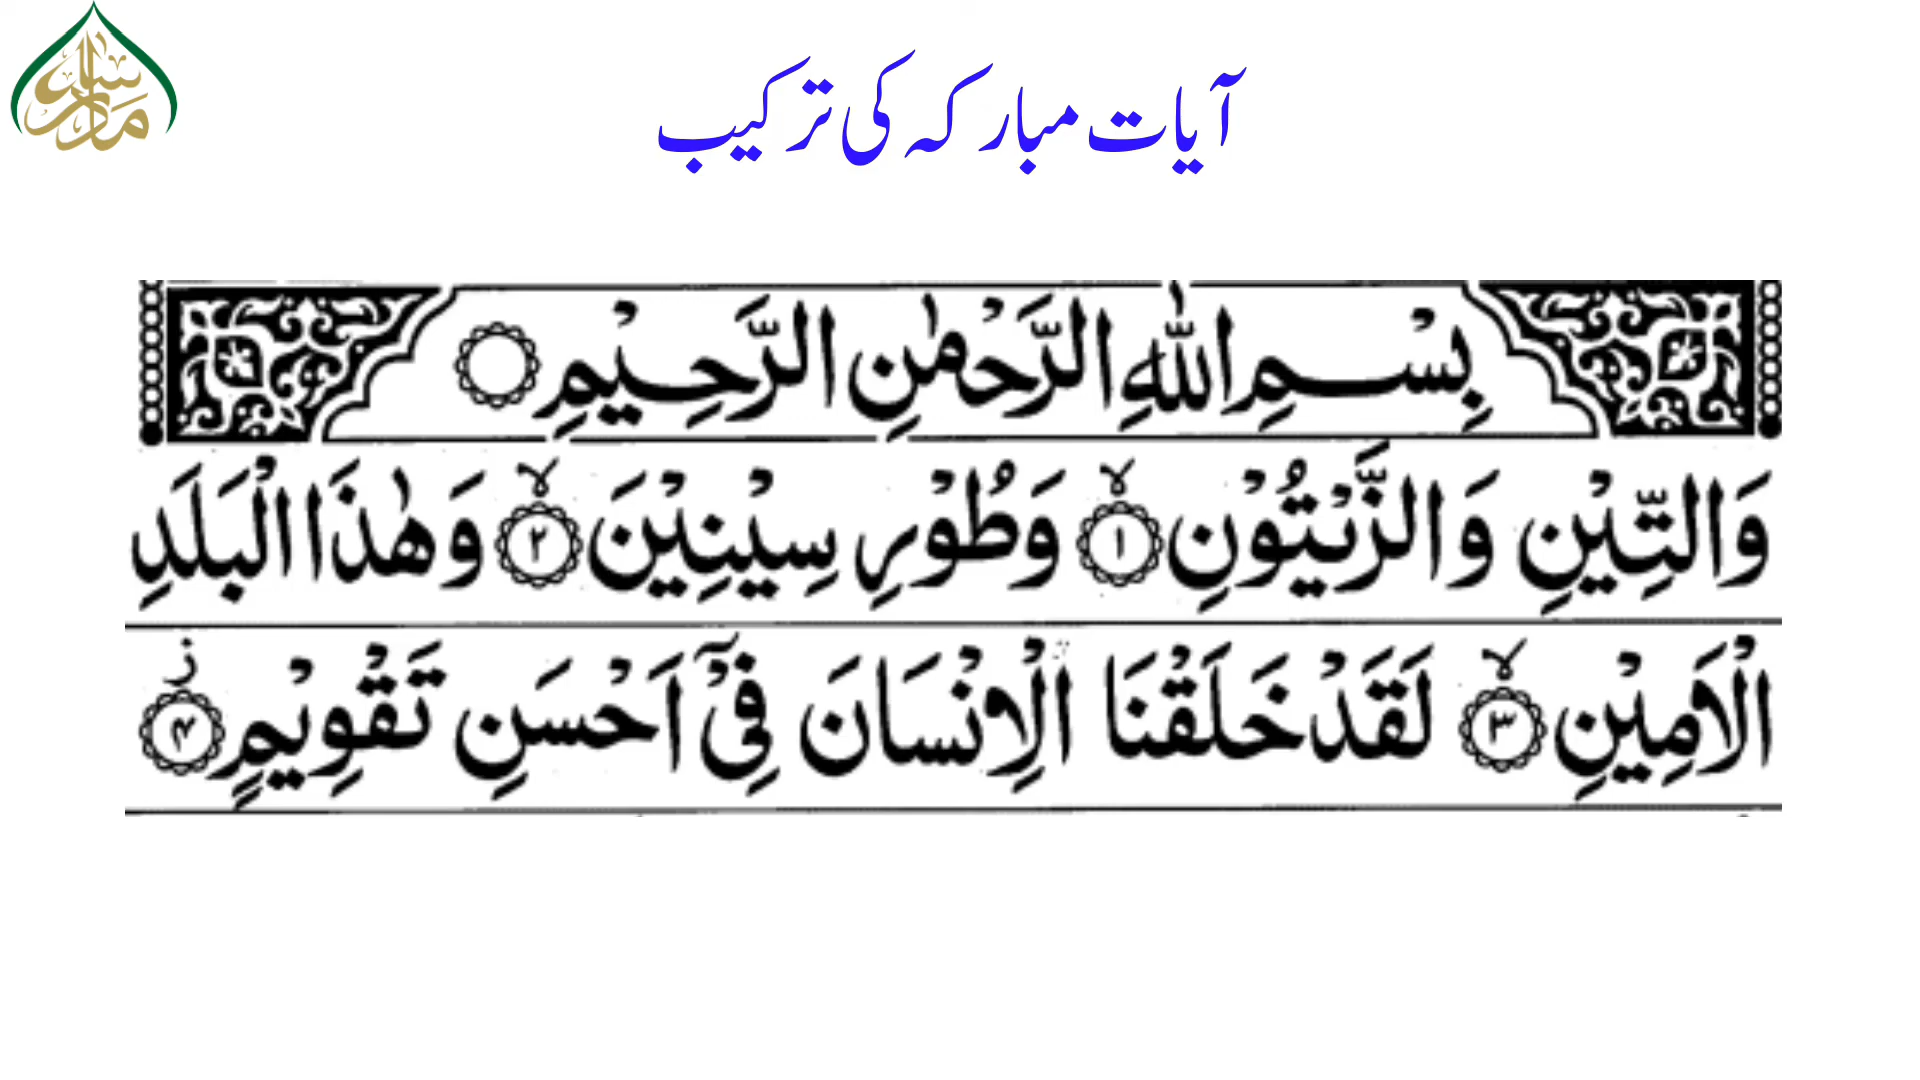 آیات مبارکہ کی ترکیب
بِسْمِ اللّٰهِ الرَّحْمٰنِ الرَّحِیْمِ
وَالتِّیْنِ وَالزَّیْتُوْنِ ۙ﴿۱﴾ وَطُوْرِ سِیْنِیْنَ ۙ﴿۲﴾ وَهٰذَا الْبَلَدِ
الْاَمِیْنِ ۙ﴿۳﴾ لَقَدْ خَلَقْنَا الْاِنْسَانَ فِیْۤ اَحْسَنِ تَقْوِیْمٍ ؗ﴿۴﴾